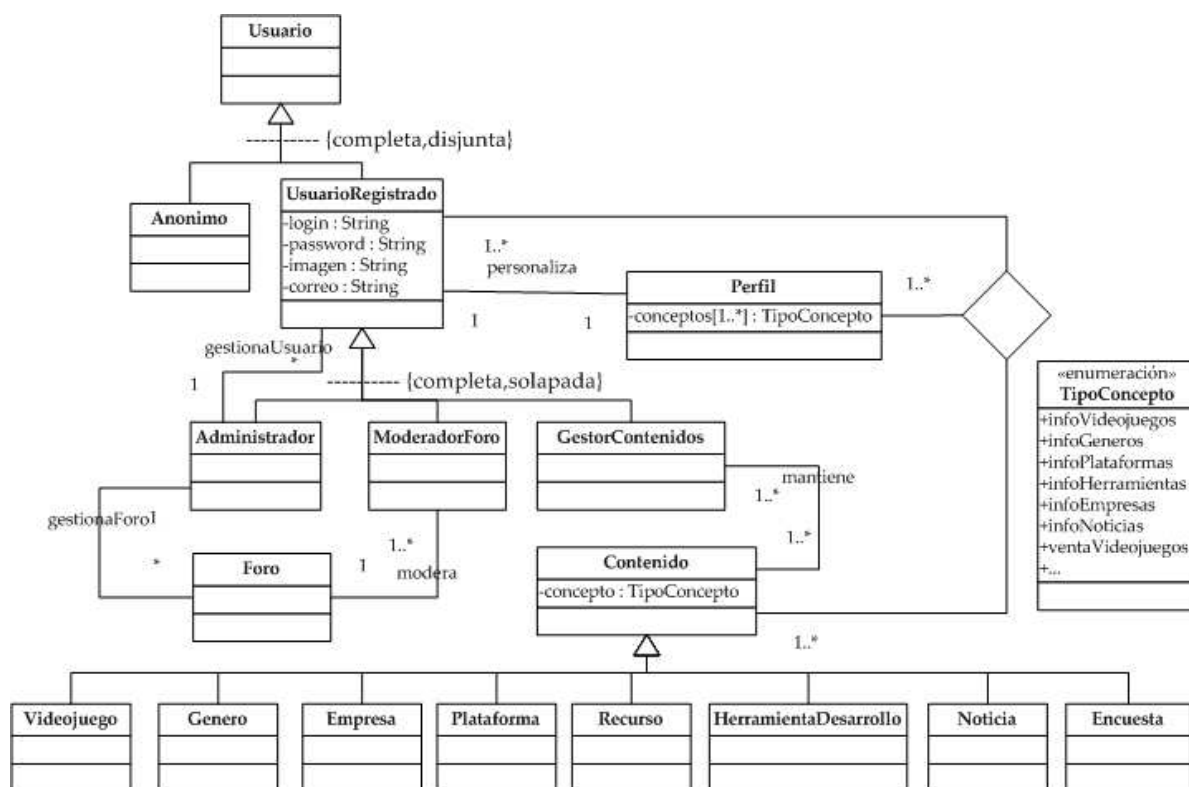 Usuario
{completa,disjunta}
Anonimo
UsuarioRegistrado
-login : String
-password : String
-imagen : String
-correo : String
1..*
personaliza
1
1
Perfil
-conceptos[1..*] : TipoConcepto
1..*
«enumeración»
TipoConcepto
+infoVideojuegos
+infoGeneros
+infoPlataformas
+infoHerramientas
+infoEmpresas
+infoNoticias
+ventaVideojuegos
+...
gestionaUsuario
*
1
{completa,solapada}
Administrador
ModeradorForo
GestorContenidos
mantiene
1..*
1..*
gestionaForo
1
*
Foro
1
1..*
modera
Contenido
-concepto : TipoConcepto
1..*
Videojuego
Genero
Empresa
Plataforma
Recurso
HerramientaDesarrollo
Noticia
Encuesta